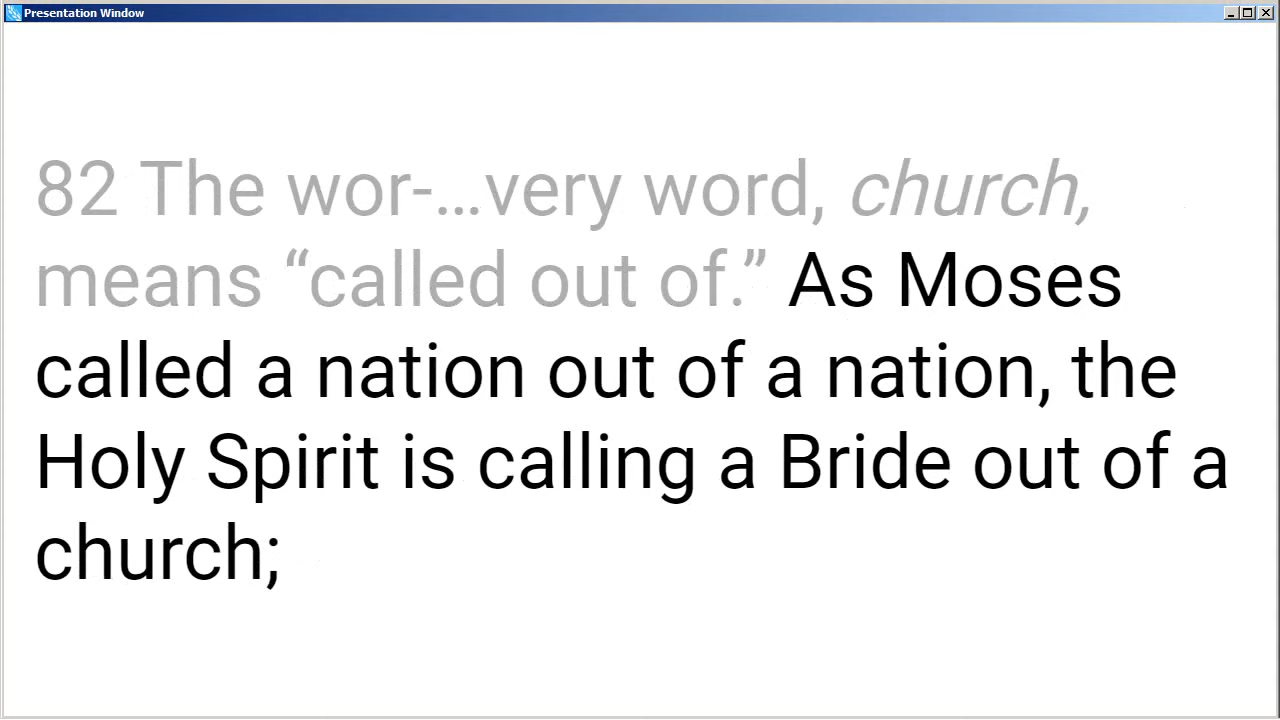 Presentation Window
82 The wor-…very word, church,
means “called out of.” As Moses
called a nation out of a nation, the
Holy Spirit is calling a Bride out of a
church;